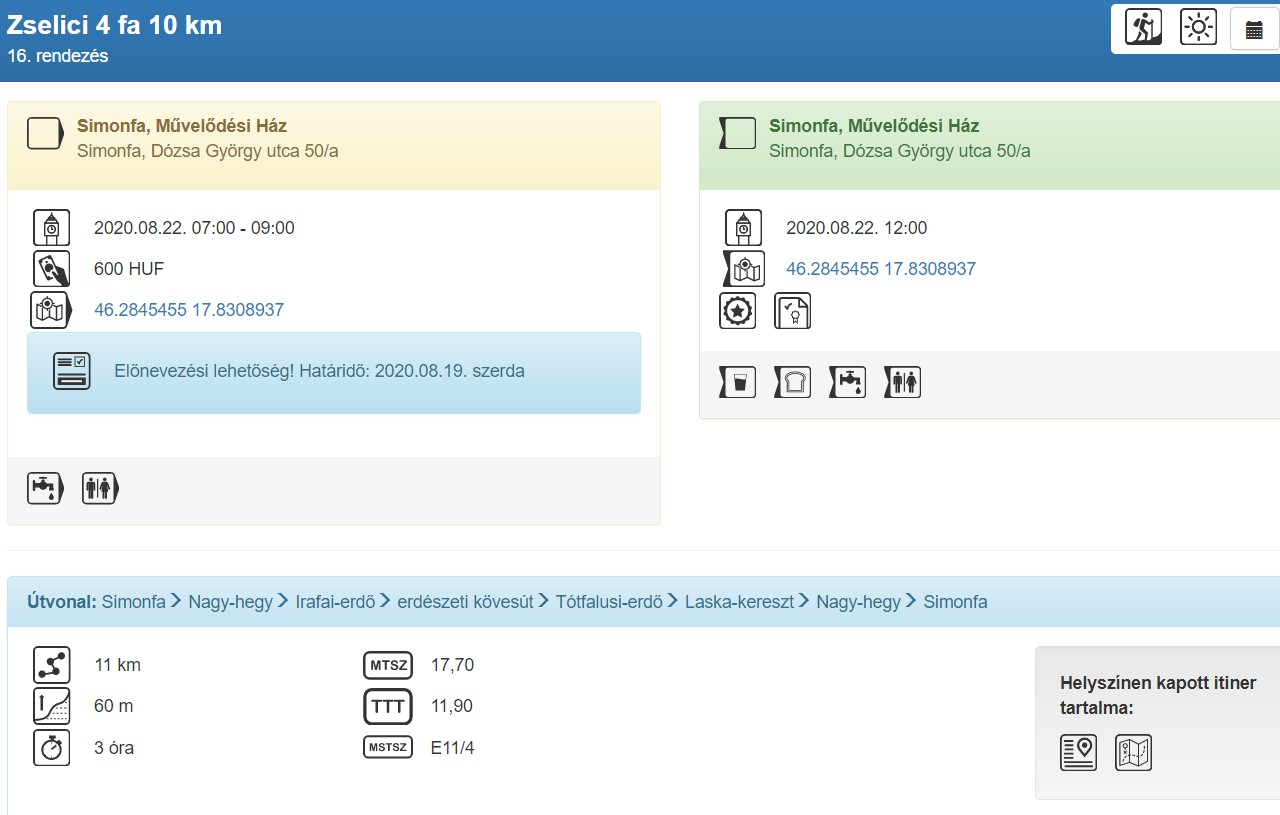 Zselici 4 fa 10 km
16. rendezés
Simonfa, Művelődési Ház
Simonfa, Dózsa György utca 50/a
2020.08.22. 07:00 - 09:00
600 HUF
46.2845455 17.8308937
Előnevezési lehetőség! Határidő: 2020.08.19. szerda
Simonfa, Művelődési Ház
Simonfa, Dózsa György utca 50/a
2020.08.22. 12:00
46.2845455 17.8308937
Útvonal: Simonfa > Nagy-hegy > Irafai-erdő > erdészeti kövesút > Tótfalusi-erdő > Laska-kereszt > Nagy-hegy > Simonfa
11 km
60 m
3 óra
MTSZ 17,70
TTT 11,90
MSTSZ E11/4
Helyszínen kapott itiner
tartalma: